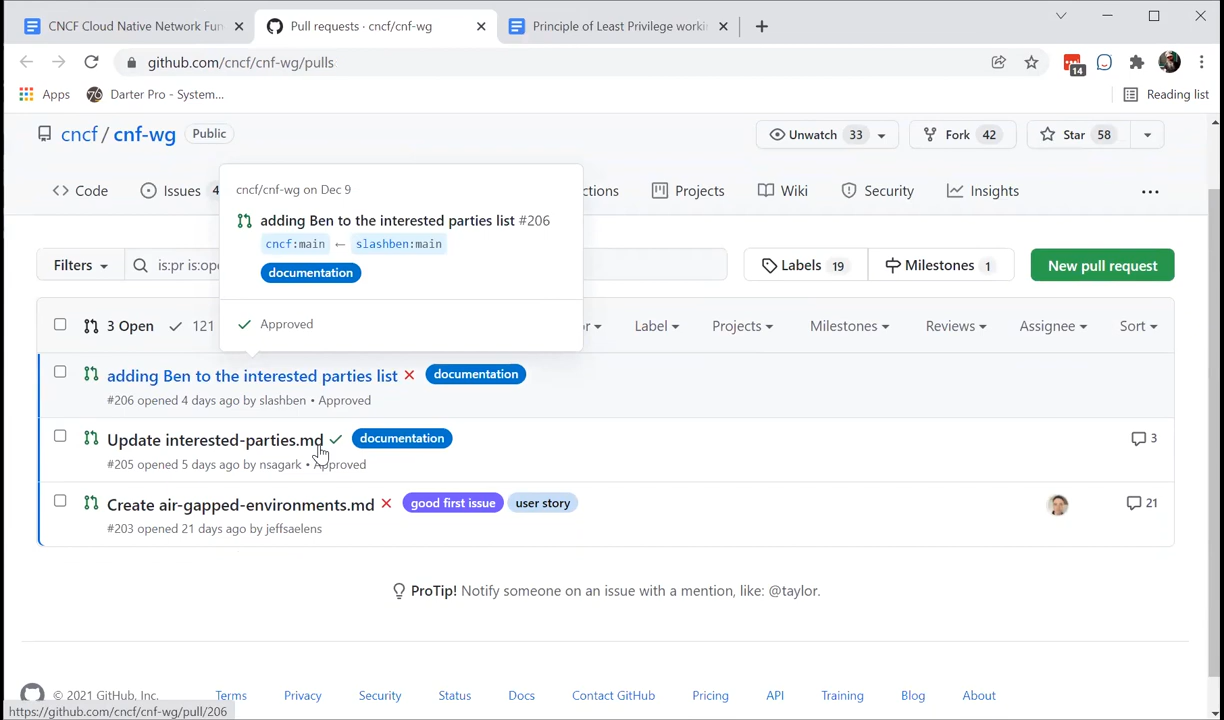 CNCF Cloud Native Network Fun
Pull requests · cncf/cnf-wg
Principle of Least Privilege worki
github.com/cncf/cnf-wg/pulls
14
Apps
Darter Pro - System...
Reading list
cncf / cnf-wg
Public
Unwatch 33
Fork 42
Star 58
Code
Issues 4
ctions
Projects
Wiki
Security
Insights
cncf/cnf-wg on Dec 9
adding Ben to the interested parties list #206
cncf:main ← slashben:main
documentation
Approved
Filters
is:pr is:ope
Labels 19
Milestones 1
New pull request
3 Open
121
or
Label
Projects
Milestones
Reviews
Assignee
Sort
adding Ben to the interested parties list
documentation
#206 opened 4 days ago by slashben • Approved
Update interested-parties.md
documentation
3
#205 opened 5 days ago by nsagark • Approved
Create air-gapped-environments.md
good first issue
user story
21
#203 opened 21 days ago by jeffsaelens
ProTip! Notify someone on an issue with a mention, like: @taylor.
© 2021 GitHub, Inc.
Terms
Privacy
Security
Status
Docs
Contact GitHub
Pricing
API
Training
Blog
About
https://github.com/cncf/cnf-wg/pull/206